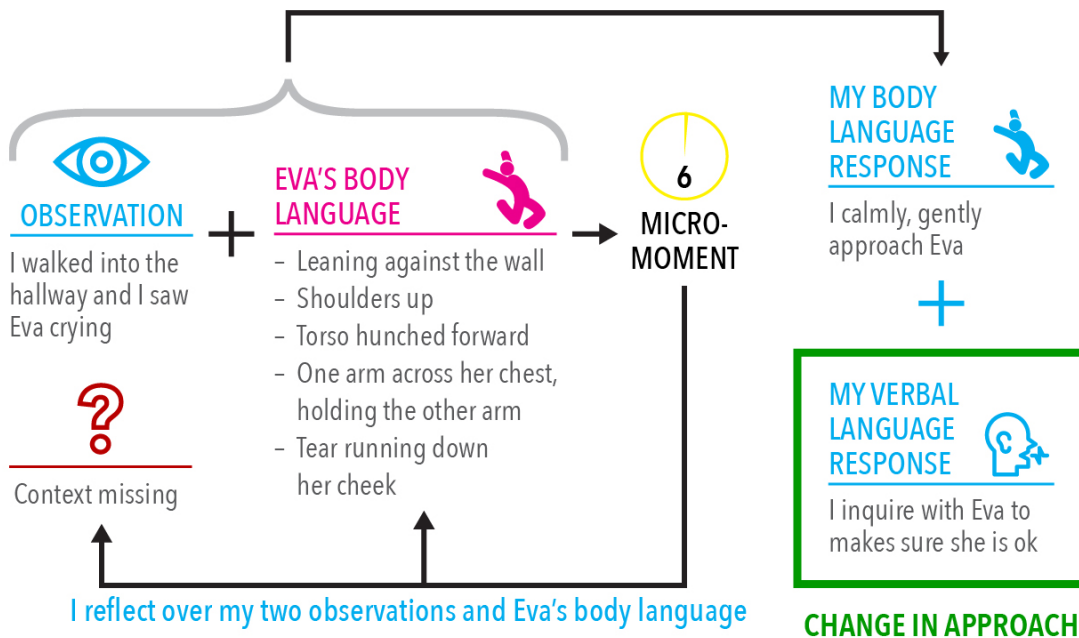 OBSERVATION
I walked into the
hallway and I saw
Eva crying
?
Context missing
+
EVA'S BODY
LANGUAGE
– Leaning against the wall
– Shoulders up
– Torso hunched forward
– One arm across her chest,
holding the other arm
– Tear running down
her cheek
6
MICRO-
MOMENT
I reflect over my two observations and Eva's body language
MY BODY
LANGUAGE
RESPONSE
I calmly, gently
approach Eva
+
MY VERBAL
LANGUAGE
RESPONSE
I inquire with Eva to
makes sure she is ok
CHANGE IN APPROACH